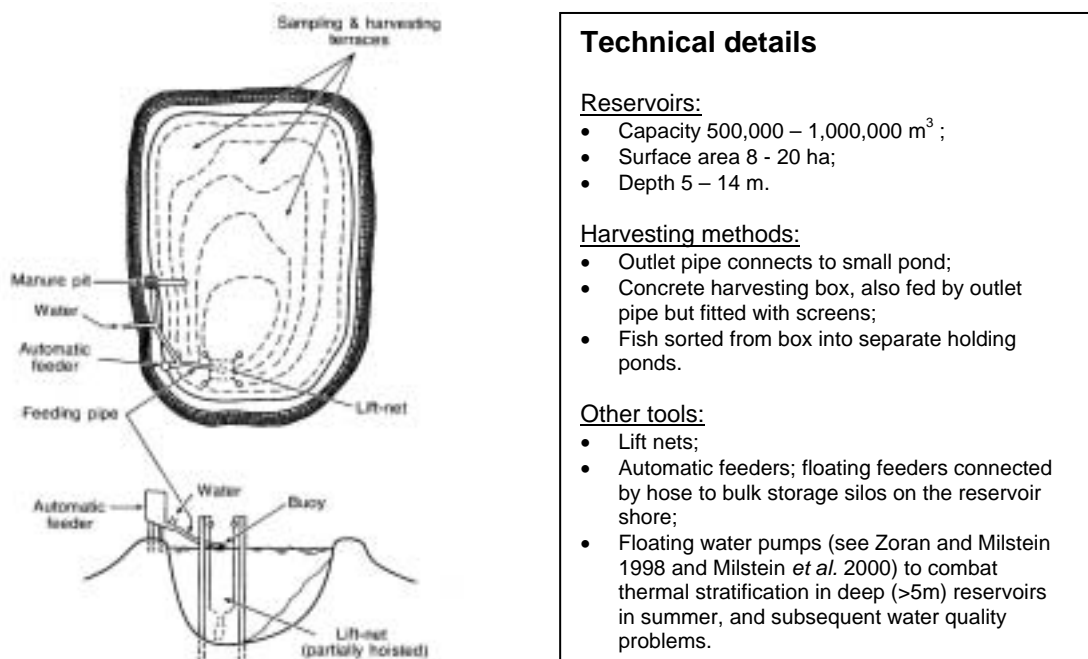 Sampling & harvesting
terraces
Manure pit
Water
Automatic
feeder
Feeding pipe
Lift-net
Automatic
feeder
Water
Buoy
Lift-net
(partially hoisted)
Technical details
Reservoirs:
• Capacity 500,000 – 1,000,000 m³ ;
• Surface area 8 - 20 ha;
• Depth 5 – 14 m.
Harvesting methods:
• Outlet pipe connects to small pond;
• Concrete harvesting box, also fed by outlet
pipe but fitted with screens;
• Fish sorted from box into separate holding
ponds.
Other tools:
• Lift nets;
• Automatic feeders; floating feeders connected
by hose to bulk storage silos on the reservoir
shore;
• Floating water pumps (see Zoran and Milstein
1998 and Milstein et al. 2000) to combat
thermal stratification in deep (>5m) reservoirs
in summer, and subsequent water quality
problems.